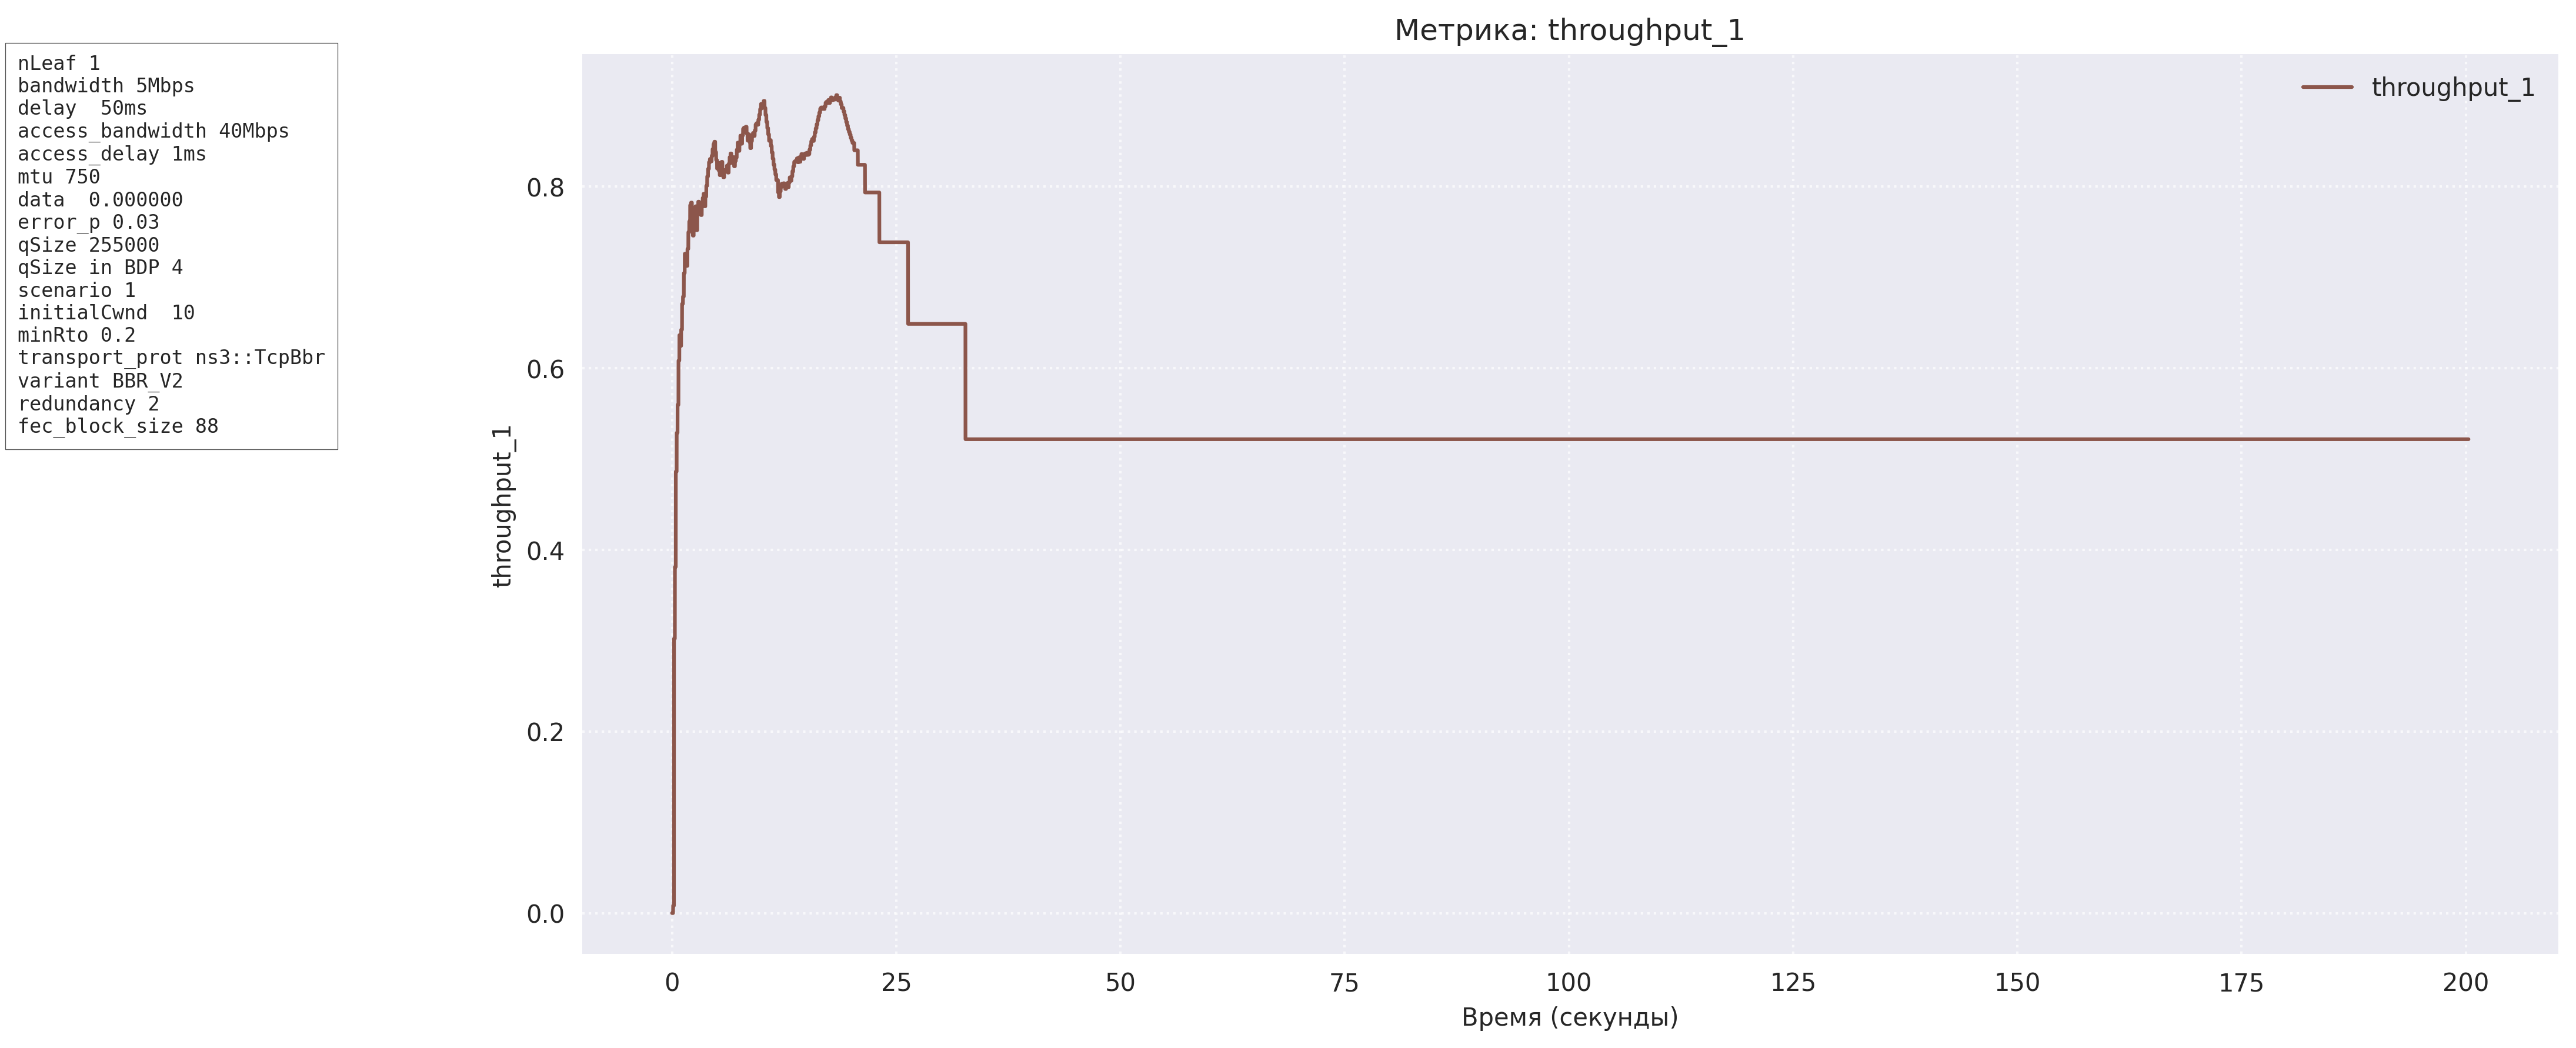 Метрика: throughput_1
nLeaf 1
bandwidth 5Mbps
delay  50ms
access_bandwidth 40Mbps
access_delay 1ms
mtu 750
data  0.000000
error_p 0.03
qSize 255000
qSize in BDP 4
scenario 1
initialCwnd  10
minRto 0.2
transport_prot ns3::TcpBbr
variant BBR_V2
redundancy 2
fec_block_size 88
throughput_1
throughput_1
0.8
0.6
0.4
0.2
0.0
0 25 50 75 100 125 150 175 200
Время (секунды)